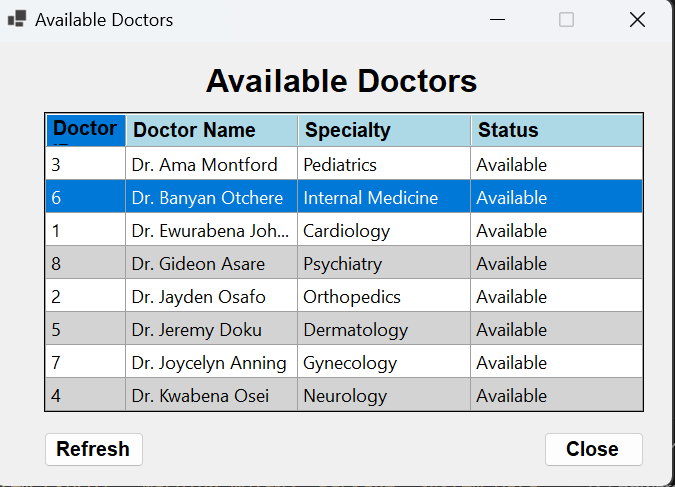 Available Doctors
Available Doctors
Doctor Doctor Name Specialty Status
3 Dr. Ama Montford Pediatrics Available
6 Dr. Banyan Otchere Internal Medicine Available
1 Dr. Ewurabena Joh... Cardiology Available
8 Dr. Gideon Asare Psychiatry Available
2 Dr. Jayden Osafo Orthopedics Available
5 Dr. Jeremy Doku Dermatology Available
7 Dr. Joycelyn Anning Gynecology Available
4 Dr. Kwabena Osei Neurology Available
Refresh Close